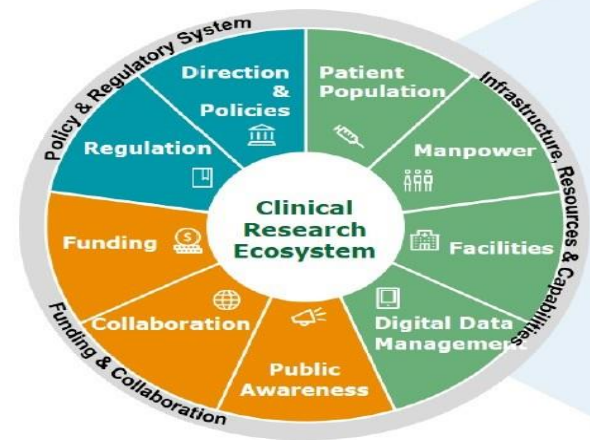 Policy & Regulatory System
Direction
&
Policies
Patient
Population
Infrastructure, Resources & Capabilities
Regulation
Manpower
Clinical
Research
Ecosystem
Funding
$
Facilities
Collaboration
Digital Data
Management
Public
Awareness
Funding & Collaboration